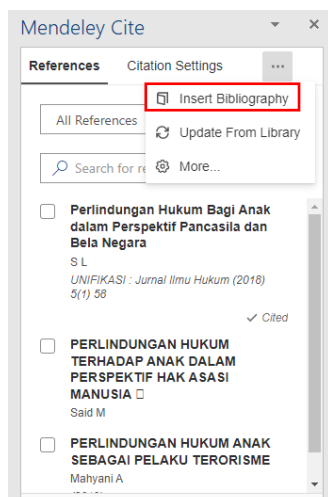 Mendeley Cite
References Citation Settings ...
Insert Bibliography
All References
Update From Library
Search for re
More...
Perlindungan Hukum Bagi Anak
dalam Perspektif Pancasila dan
Bela Negara
S L
UNIFIKASI : Jurnal Ilmu Hukum (2018)
5(1) 58
✓ Cited
PERLINDUNGAN HUKUM
TERHADAP ANAK DALAM
PERSPEKTIF HAK ASASI
MANUSIA
Said M
PERLINDUNGAN HUKUM ANAK
SEBAGAI PELAKU TERORISME
Mahyani A